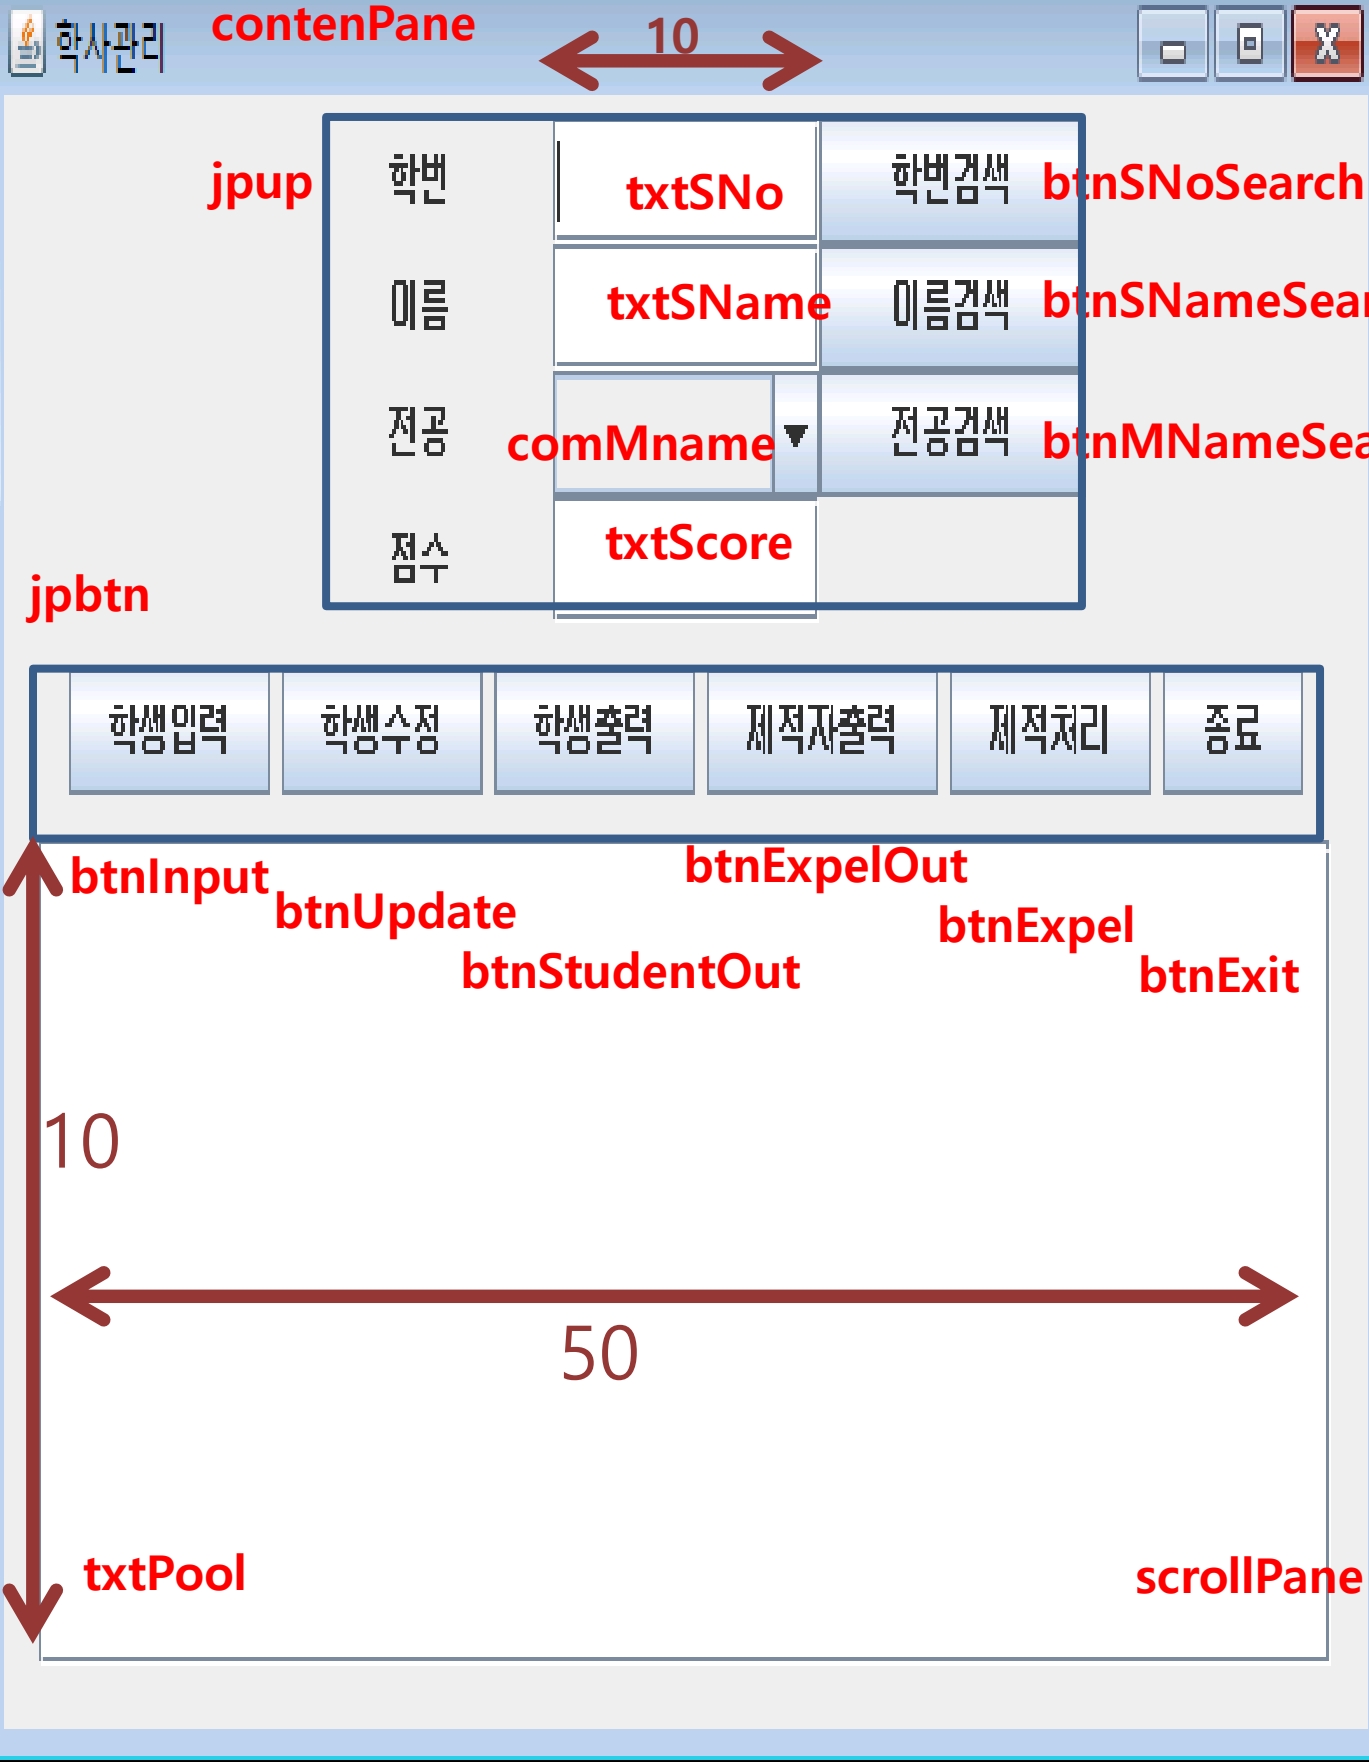 학사관리
contenPane
10
jpup
학번
txtSNo
학번검색
btnSNoSearch
이름
txtSName
이름검색
btnSNameSear
전공
comMname
전공검색
btnMNameSea
점수
txtScore
jpbtn
학생입력
학생수정
학생출력
제적자출력
제적처리
종료
btnInput
btnUpdate
btnStudentOut
btnExpelOut
btnExpel
btnExit
10
50
txtPool
scrollPane